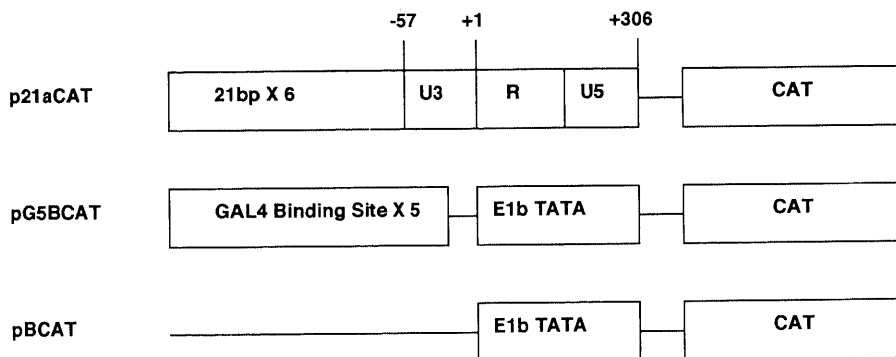 -57 +1 +306
p21aCAT 21bp X 6 U3 R U5 CAT
pG5BCAT GAL4 Binding Site X 5 E1b TATA CAT
pBCAT E1b TATA CAT